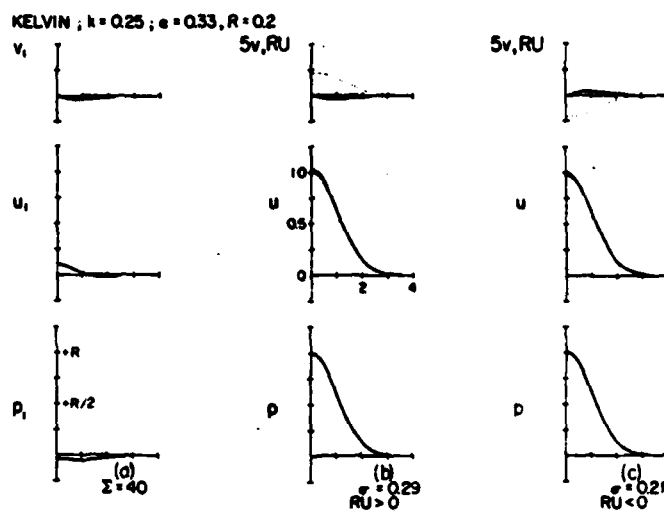 KELVIN ; k = 0.25 ; e = 0.33, R = 0.2
v₁
5v, RU
5v, RU
u₁
u
1.0
0.5
0
2
4
u
p₁
+R
+R/2
p
p
(a)
Σ = 40
(b)
σ = 0.29
RU > 0
(c)
σ = 0.21
RU < 0